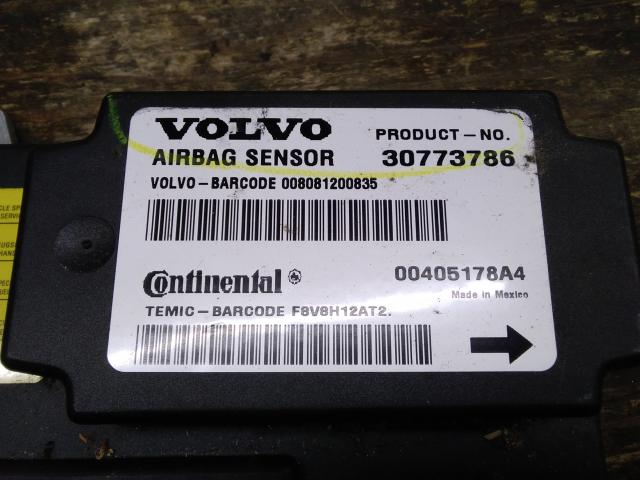 VOLVO
PRODUCT-NO.
AIRBAG SENSOR 30773786
VOLVO-BARCODE 008081200835
Continental 00405178A4
Made in Mexico
TEMIC-BARCODE F8V8H12AT2.